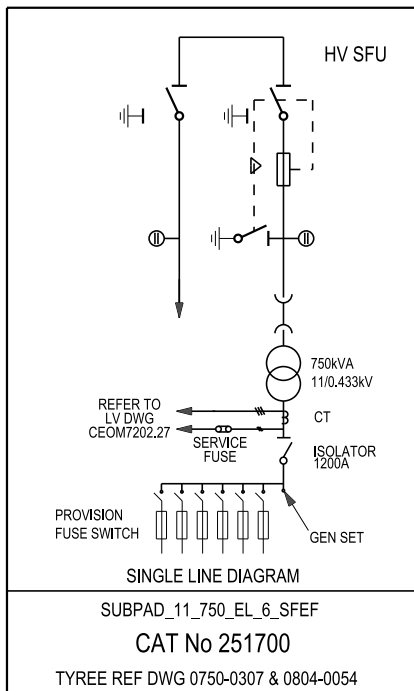 HV SFU
750kVA
11/0.433kV
REFER TO
LV DWG
CEOM7202.27
CT
SERVICE
FUSE
ISOLATOR
1200A
PROVISION
FUSE SWITCH
GEN SET
SINGLE LINE DIAGRAM
SUBPAD_11_750_EL_6_SFEF
CAT No 251700
TYREE REF DWG 0750-0307 & 0804-0054